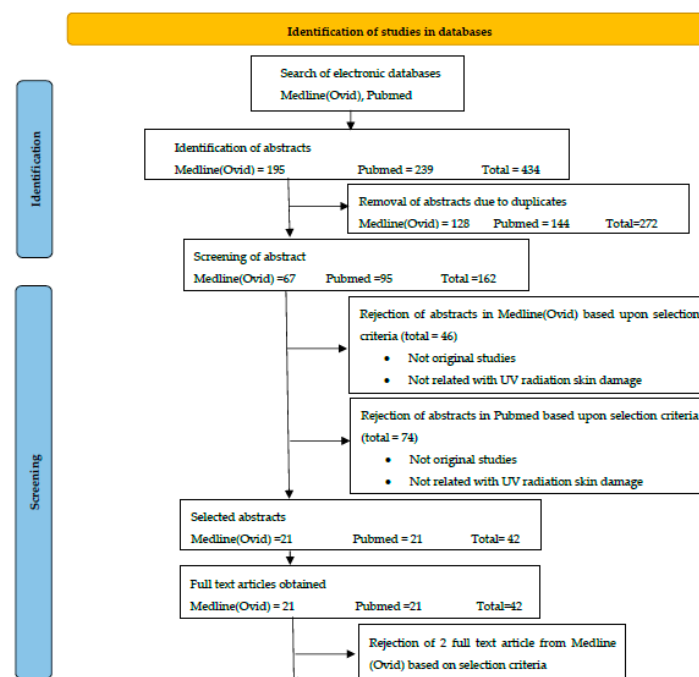 Identification of studies in databases
Search of electronic databases
Medline(Ovid), Pubmed
Identification
Identification of abstracts
Medline(Ovid) = 195 Pubmed = 239 Total = 434
Removal of abstracts due to duplicates
Medline(Ovid) = 128 Pubmed = 144 Total=272
Screening of abstract
Medline(Ovid) =67 Pubmed =95 Total =162
Screening
Rejection of abstracts in Medline(Ovid) based upon selection
criteria (total = 46)
• Not original studies
• Not related with UV radiation skin damage
Rejection of abstracts in Pubmed based upon selection criteria
(total = 74)
• Not original studies
• Not related with UV radiation skin damage
Selected abstracts
Medline(Ovid) =21 Pubmed = 21 Total= 42
Full text articles obtained
Medline(Ovid) = 21 Pubmed =21 Total=42
Rejection of 2 full text article from Medline
(Ovid) based on selection criteria